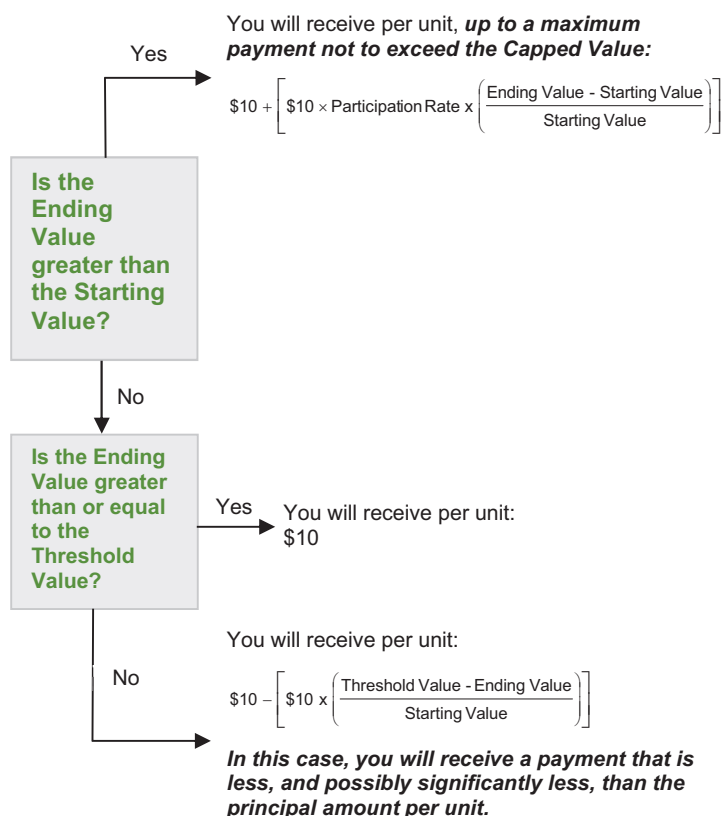 You will receive per unit, up to a maximum
payment not to exceed the Capped Value:
Yes
$10 + [ $10 × Participation Rate x ( Ending Value - Starting Value / Starting Value ) ]
Is the
Ending
Value
greater than
the Starting
Value?
No
Is the Ending
Value greater
than or equal
to the
Threshold
Value?
Yes
You will receive per unit:
$10
You will receive per unit:
No
$10 − [ $10 x ( Threshold Value - Ending Value / Starting Value ) ]
In this case, you will receive a payment that is
less, and possibly significantly less, than the
principal amount per unit.